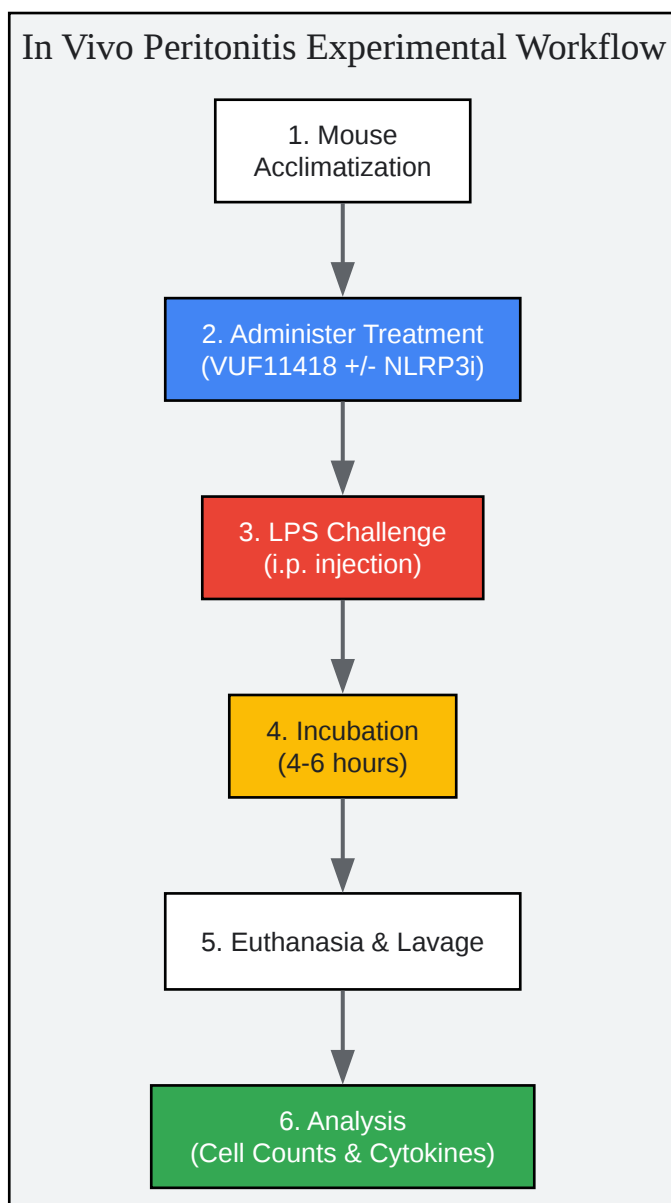 In Vivo Peritonitis Experimental Workflow
1. Mouse
Acclimatization
2. Administer Treatment
(VUF11418 +/- NLRP3i)
3. LPS Challenge
(i.p. injection)
4. Incubation
(4-6 hours)
5. Euthanasia & Lavage
6. Analysis
(Cell Counts & Cytokines)